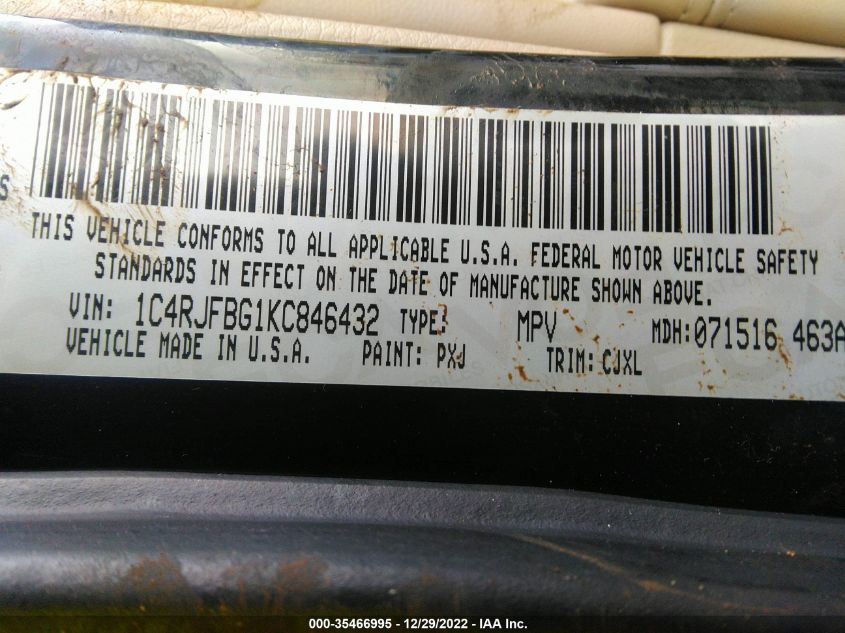 S
THIS VEHICLE CONFORMS TO ALL APPLICABLE U.S.A. FEDERAL MOTOR VEHICLE SAFETY
STANDARDS IN EFFECT ON THE DATE OF MANUFACTURE SHOWN ABOVE.
VIN: 1C4RJFBG1KC846432 TYPE: MPV MDH:071516 463A
VEHICLE MADE IN U.S.A. PAINT: PXJ TRIM: CJXL
000-35466995 - 12/29/2022 - IAA Inc.